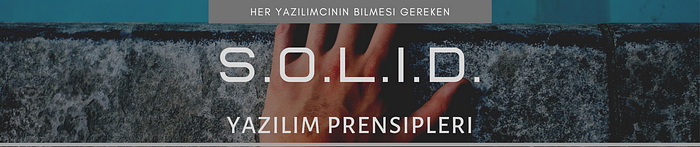 HER YAZILIMCININ BILMESI GEREKEN
S.O.L.I.D.
YAZILIM PRENSIPLERI